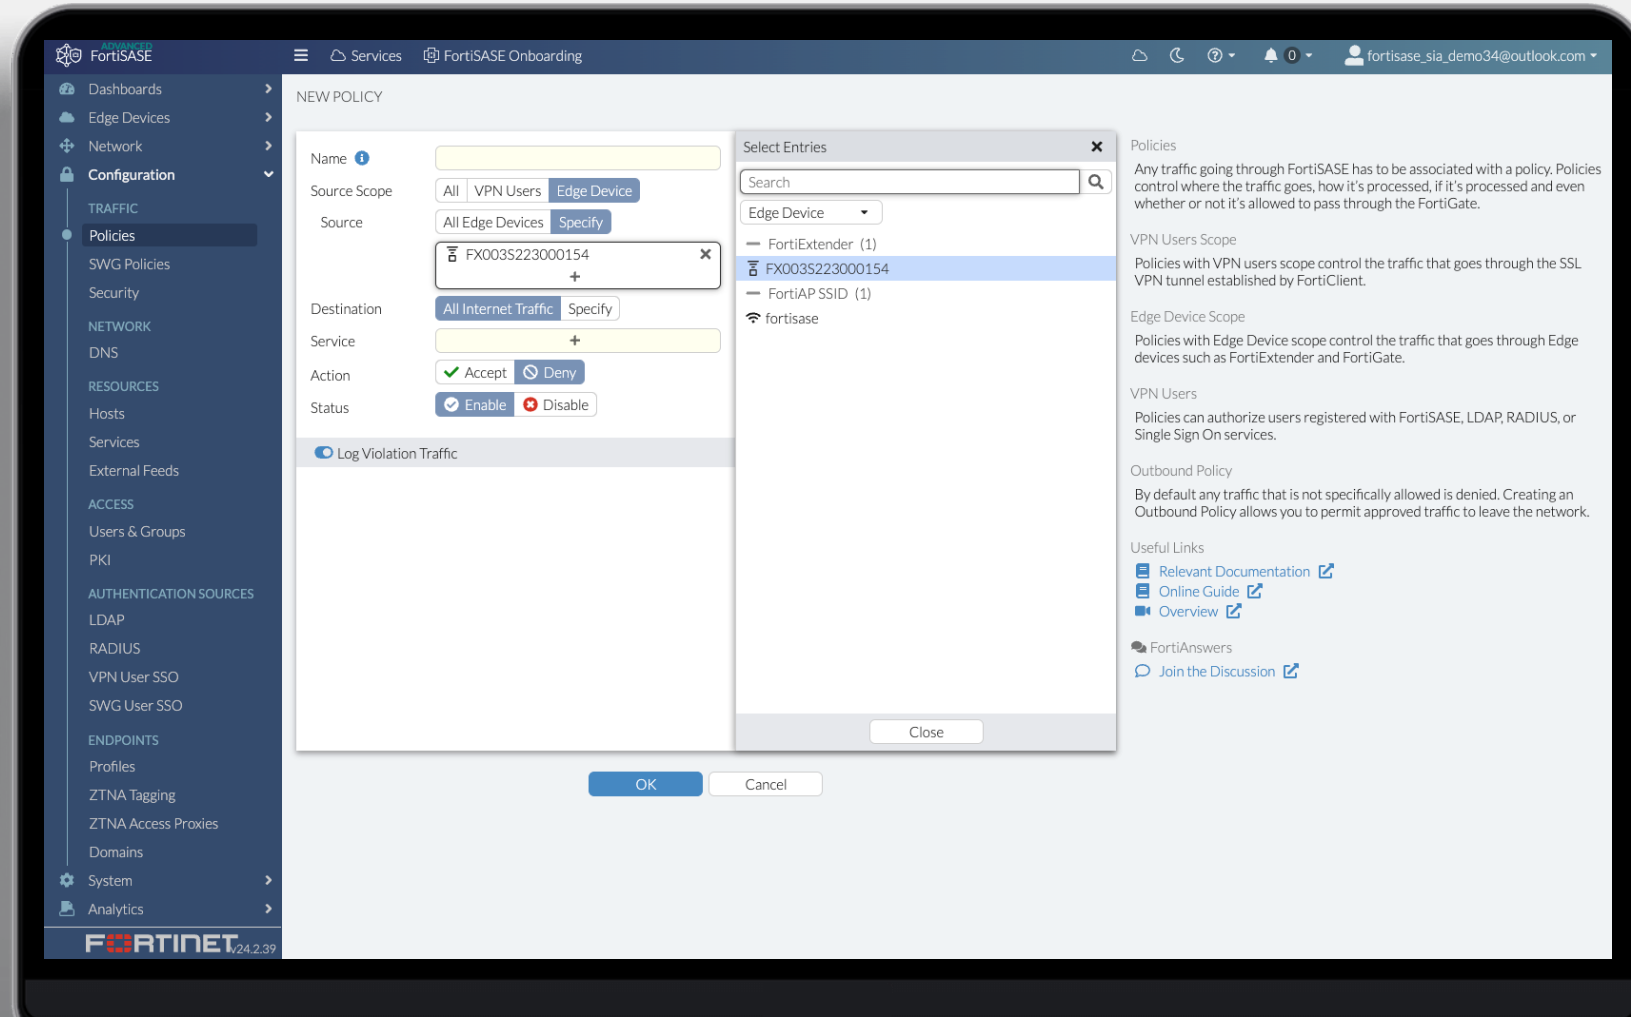 ADVANCED
FortiSASE
Services
FortiSASE Onboarding
0
fortisase_sia_demo34@outlook.com
Dashboards
Edge Devices
Network
Configuration
TRAFFIC
Policies
SWG Policies
Security
NETWORK
DNS
RESOURCES
Hosts
Services
External Feeds
ACCESS
Users & Groups
PKI
AUTHENTICATION SOURCES
LDAP
RADIUS
VPN User SSO
SWG User SSO
ENDPOINTS
Profiles
ZTNA Tagging
ZTNA Access Proxies
Domains
System
Analytics
FORTINET v24.2.39
NEW POLICY
Name
Source Scope All VPN Users Edge Device
Source All Edge Devices Specify
FX003S223000154
+
Destination All Internet Traffic Specify
Service +
Action Accept Deny
Status Enable Disable
Log Violation Traffic
Select Entries
Search
Edge Device
FortiExtender (1)
FX003S223000154
FortiAP SSID (1)
fortisase
Close
OK Cancel
Policies
Any traffic going through FortiSASE has to be associated with a policy. Policies
control where the traffic goes, how it's processed, if it's processed and even
whether or not it's allowed to pass through the FortiGate.
VPN Users Scope
Policies with VPN users scope control the traffic that goes through the SSL
VPN tunnel established by FortiClient.
Edge Device Scope
Policies with Edge Device scope control the traffic that goes through Edge
devices such as FortiExtender and FortiGate.
VPN Users
Policies can authorize users registered with FortiSASE, LDAP, RADIUS, or
Single Sign On services.
Outbound Policy
By default any traffic that is not specifically allowed is denied. Creating an
Outbound Policy allows you to permit approved traffic to leave the network.
Useful Links
Relevant Documentation
Online Guide
Overview
FortiAnswers
Join the Discussion